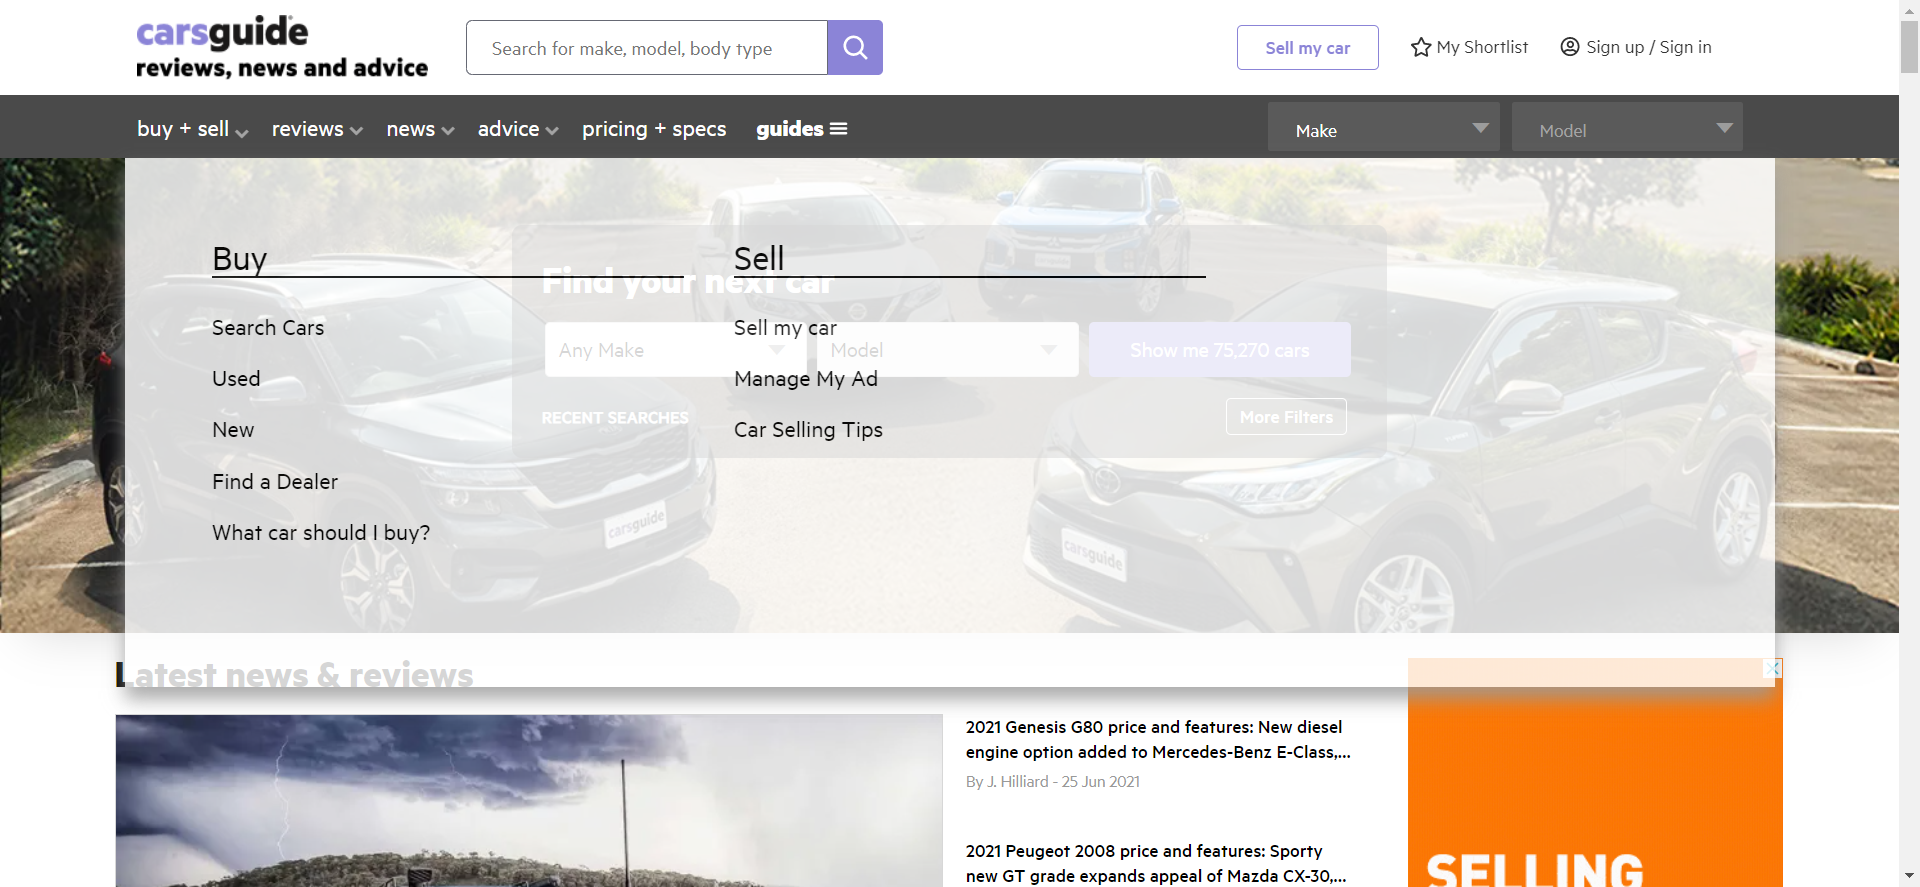 carsguide
reviews, news and advice
Search for make, model, body type
Sell my car
My Shortlist
Sign up / Sign in
buy + sell
reviews
news
advice
pricing + specs
guides
Make
Model
Buy
Sell
Find your next car
Search Cars
Sell my car
Any Make
Model
Show me 75,270 cars
Used
Manage My Ad
RECENT SEARCHES
More Filters
New
Car Selling Tips
Find a Dealer
What car should I buy?
carsguide
carsguide
Latest news & reviews
2021 Genesis G80 price and features: New diesel
engine option added to Mercedes-Benz E-Class,...
By J. Hilliard - 25 Jun 2021
2021 Peugeot 2008 price and features: Sporty
new GT grade expands appeal of Mazda CX-30,...
SELLING